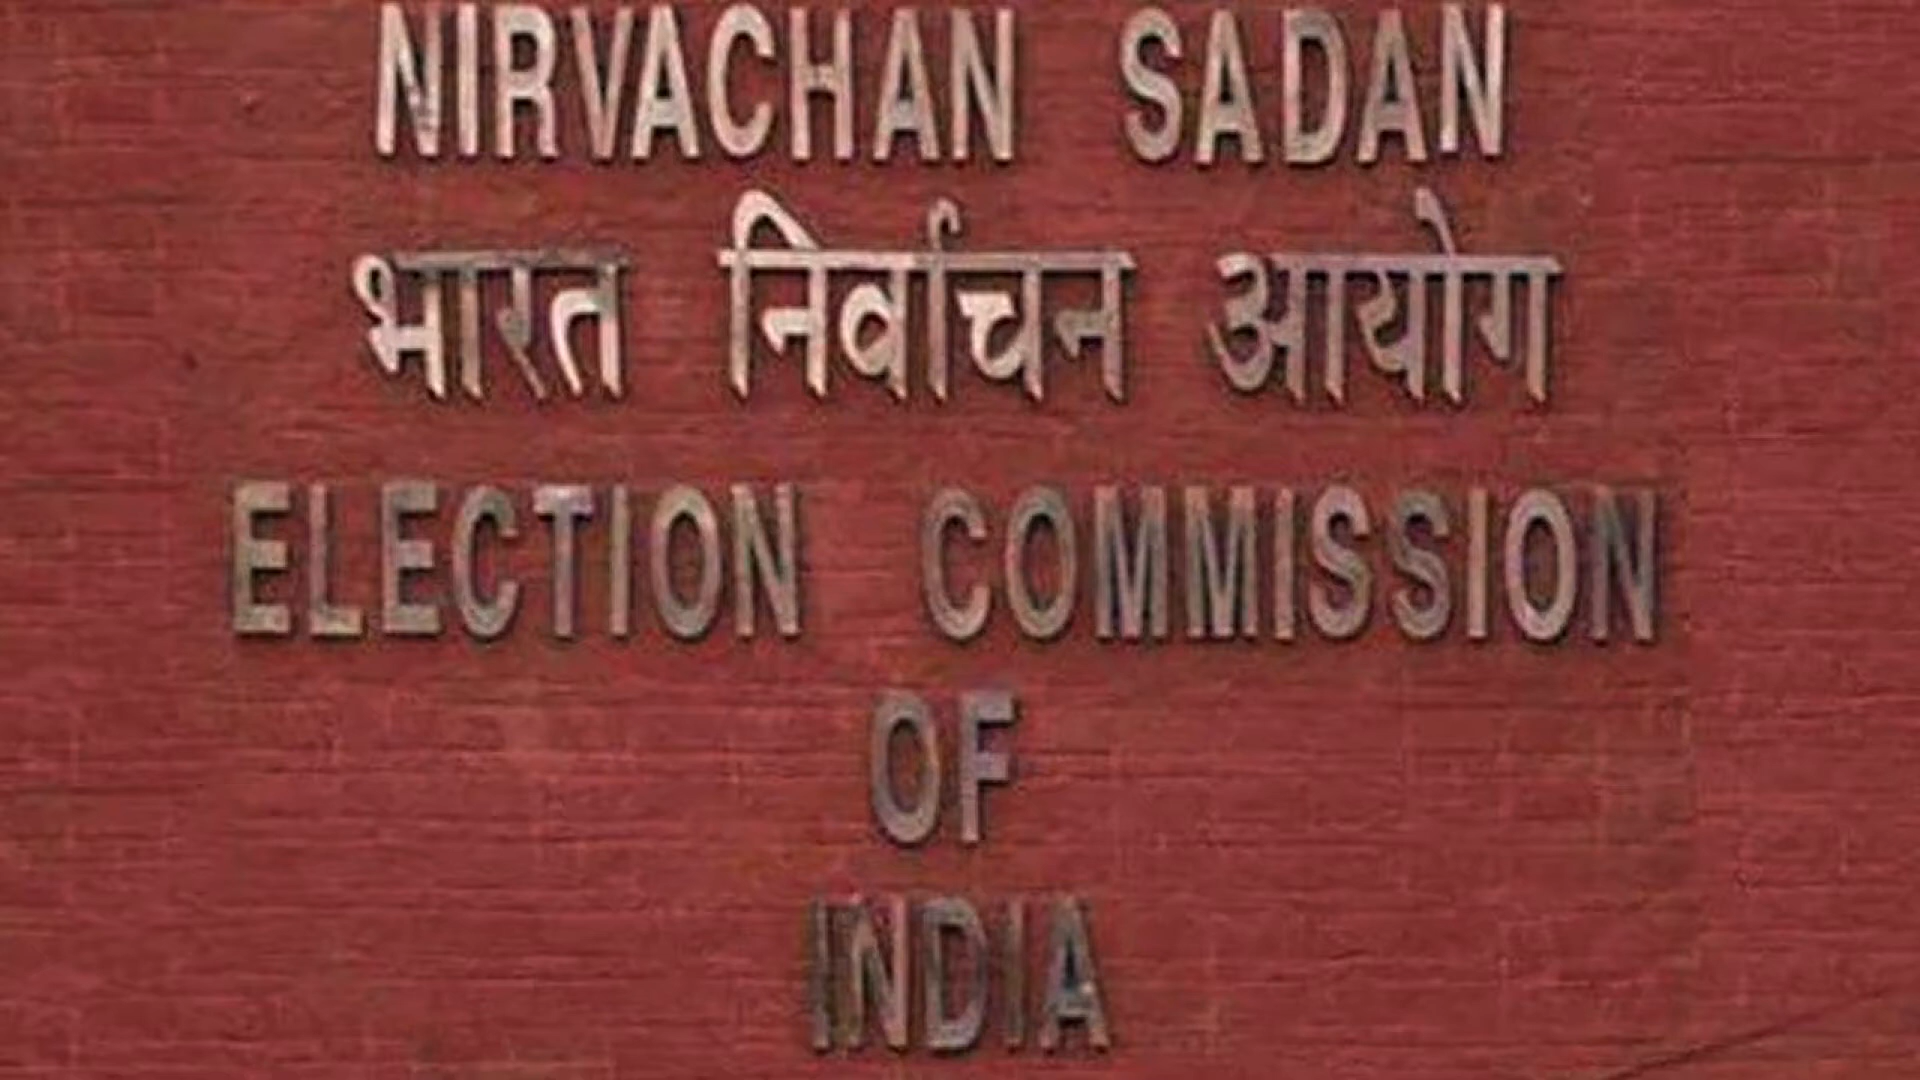 NIRVACHAN SADAN
भारत निर्वाचन आयोग
ELECTION COMMISSION
OF
INDIA